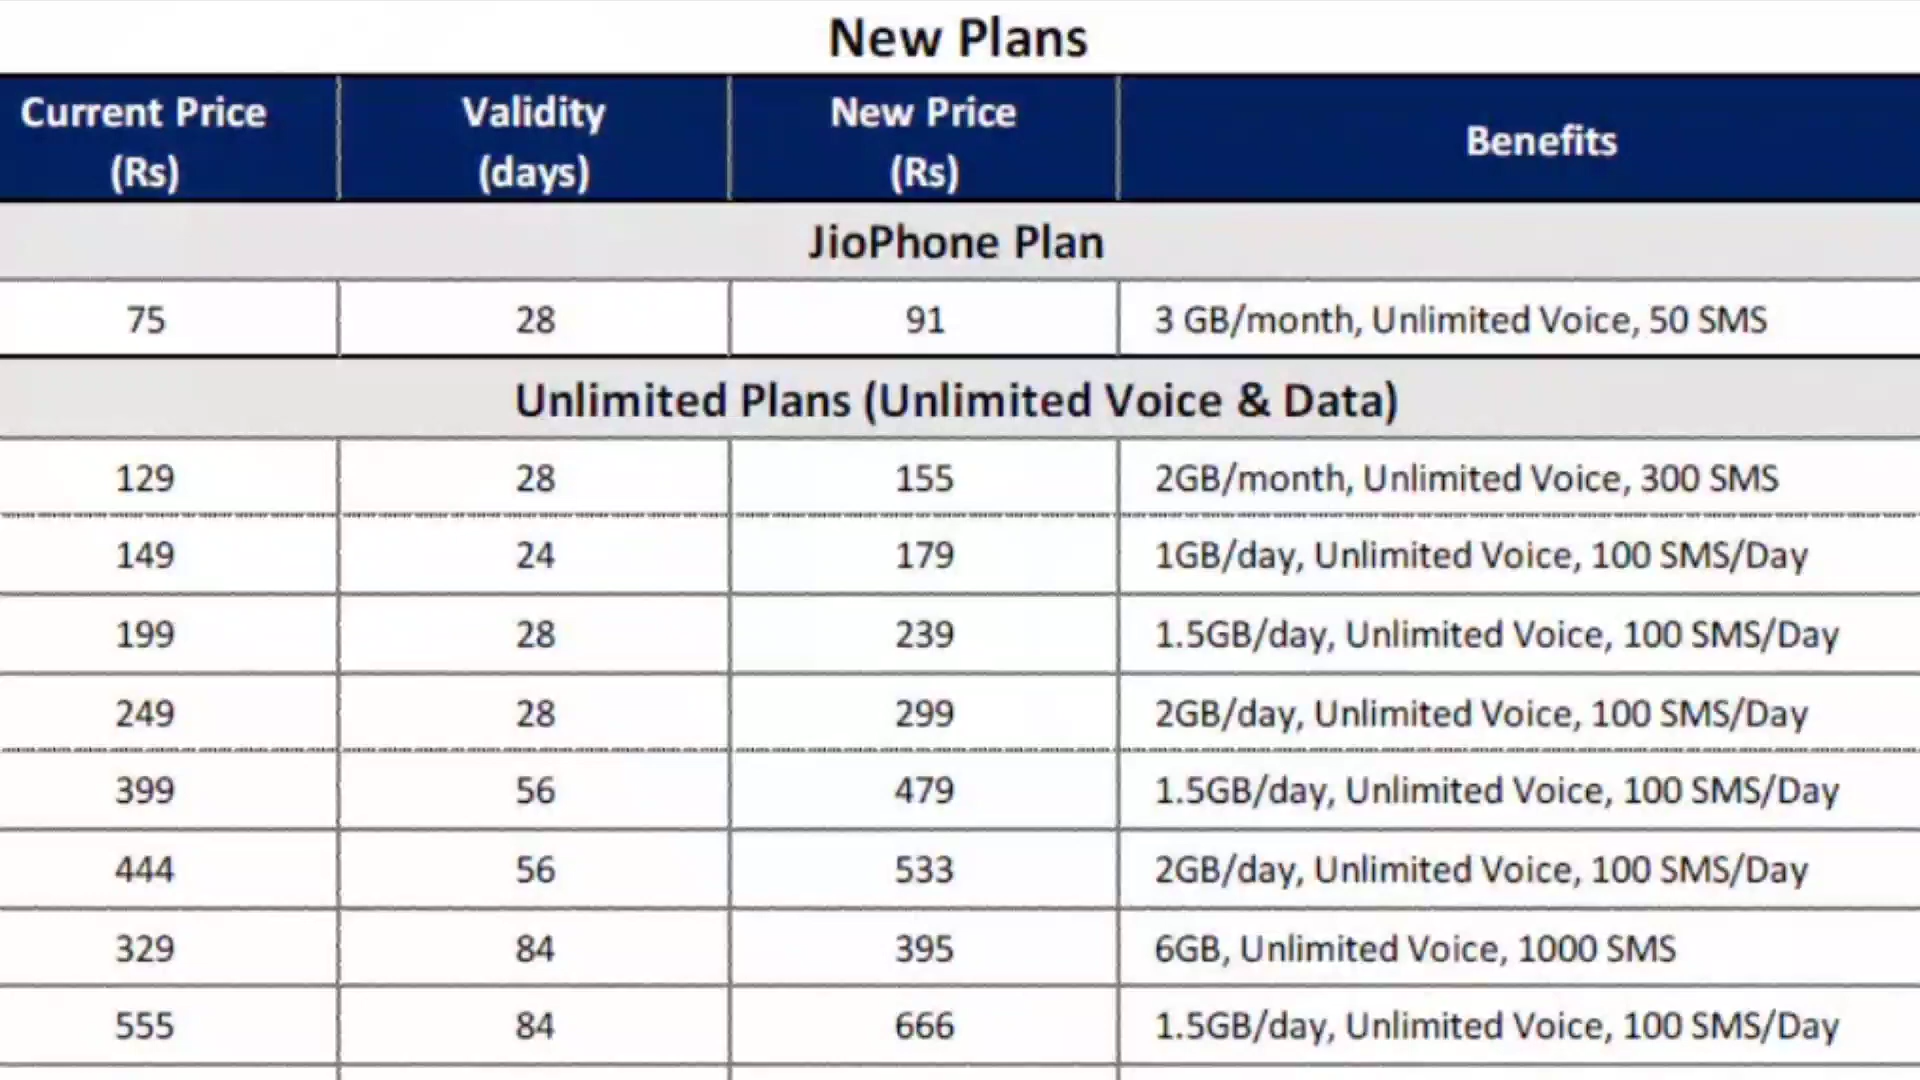 New Plans
Current Price (Rs) Validity (days) New Price (Rs) Benefits
JioPhone Plan
75 28 91 3 GB/month, Unlimited Voice, 50 SMS
Unlimited Plans (Unlimited Voice & Data)
129 28 155 2GB/month, Unlimited Voice, 300 SMS
149 24 179 1GB/day, Unlimited Voice, 100 SMS/Day
199 28 239 1.5GB/day, Unlimited Voice, 100 SMS/Day
249 28 299 2GB/day, Unlimited Voice, 100 SMS/Day
399 56 479 1.5GB/day, Unlimited Voice, 100 SMS/Day
444 56 533 2GB/day, Unlimited Voice, 100 SMS/Day
329 84 395 6GB, Unlimited Voice, 1000 SMS
555 84 666 1.5GB/day, Unlimited Voice, 100 SMS/Day